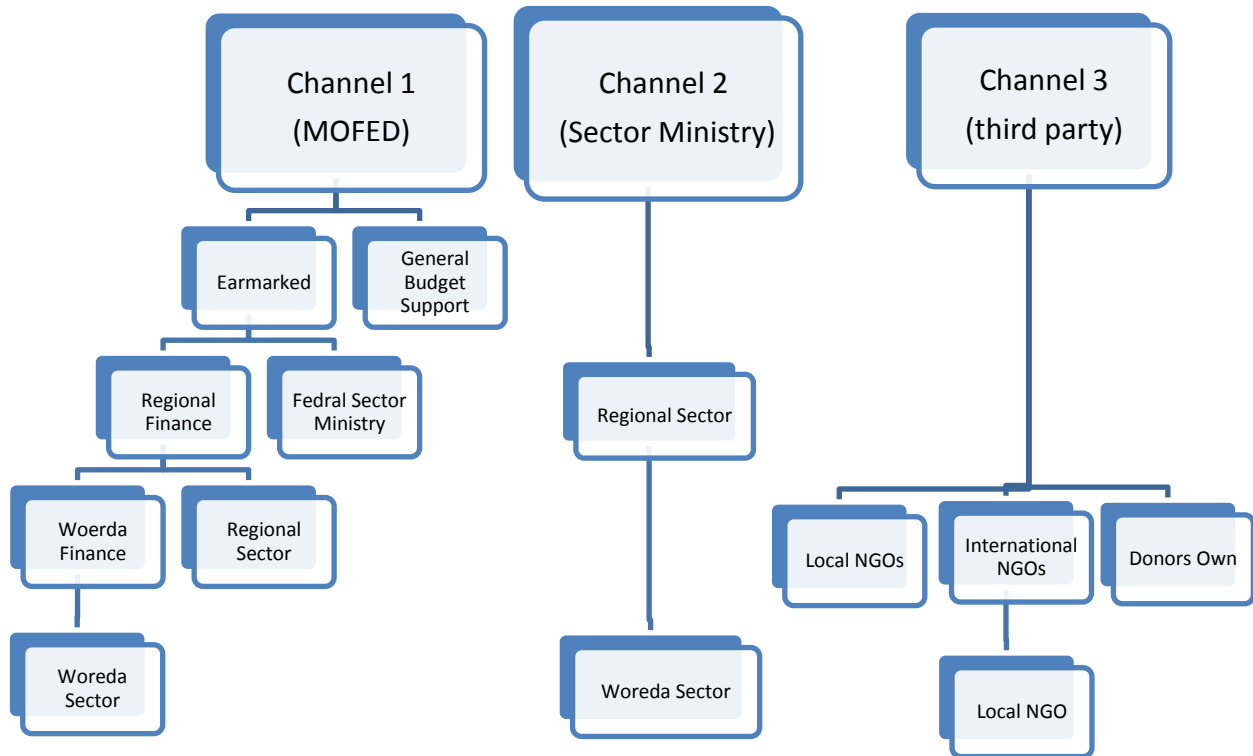 Channel 1
(MOFED)
Channel 2
(Sector Ministry)
Channel 3
(third party)
Earmarked
General
Budget
Support
Regional
Finance
Fedral Sector
Ministry
Regional Sector
Woerda
Finance
Regional
Sector
Local NGOs
International
NGOs
Donors Own
Woreda
Sector
Woreda Sector
Local NGO